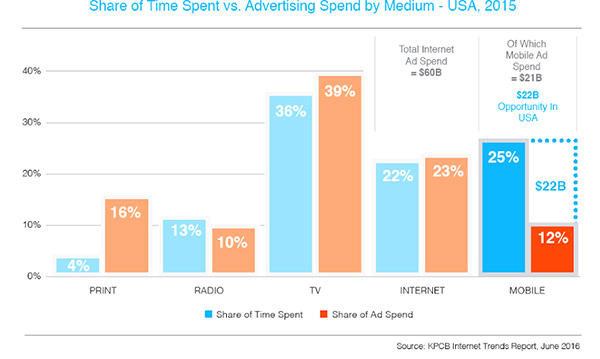 Share of Time Spent vs. Advertising Spend by Medium - USA, 2015
Total Internet
Ad Spend
= $60B
Of Which
Mobile Ad
Spend
= $21B
$22B
Opportunity In
USA
40%
30%
20%
10%
0%
4%
16%
13%
10%
36%
39%
22%
23%
25%
$22B
12%
PRINT
RADIO
TV
INTERNET
MOBILE
Share of Time Spent
Share of Ad Spend
Source: KPCB Internet Trends Report, June 2016